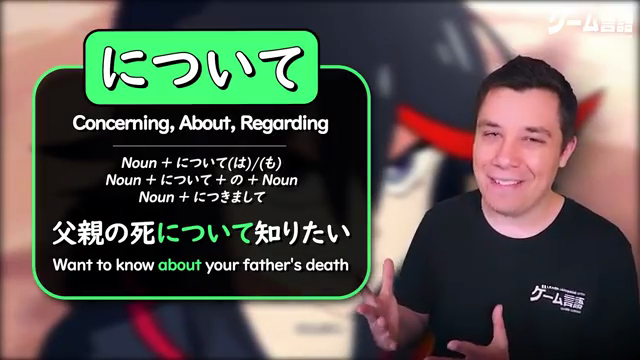 ゲーム言語
について
Concerning, About, Regarding
Noun + について(は)/(も)
Noun + について + の + Noun
Noun + につきまして
父親の死について知りたい
Want to know about your father's death
ゲーム言語